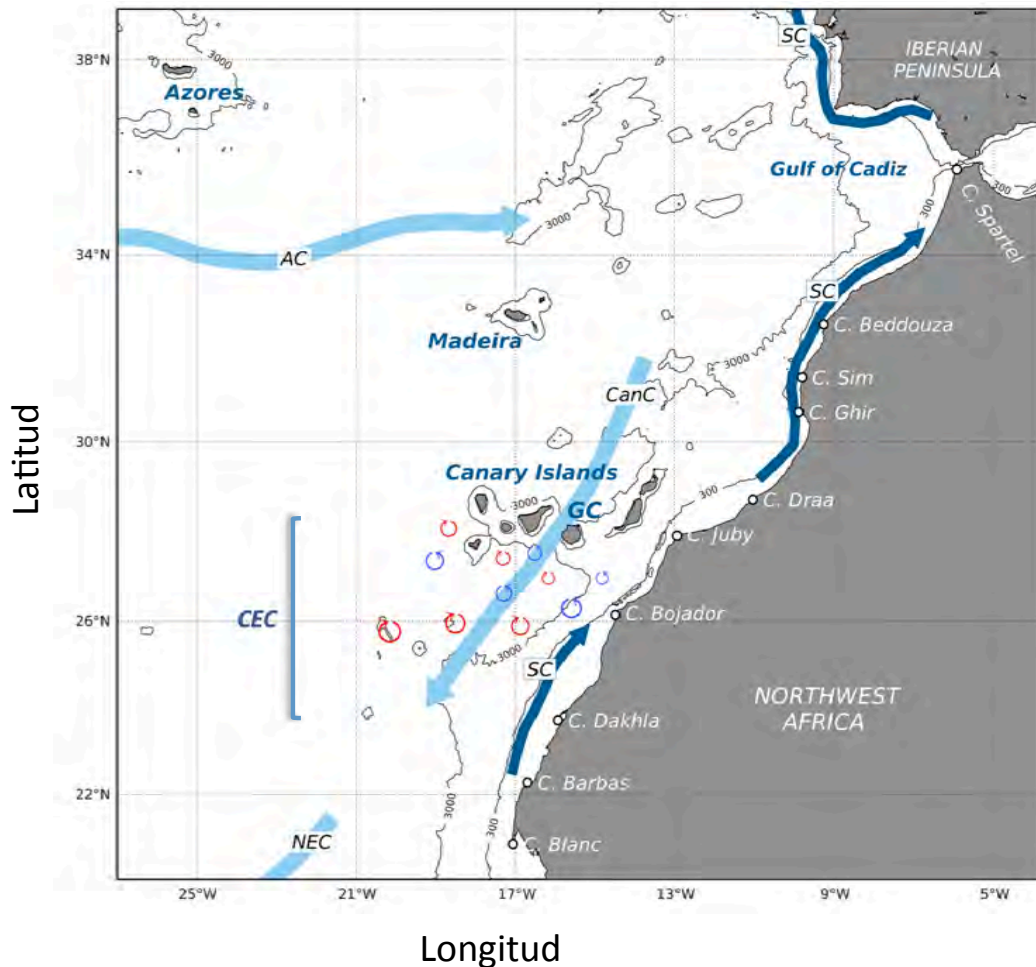 SC
38°N
IBERIAN
PENINSULA
3000
Azores
Gulf of Cadiz
300
300
C. Spartel
3000
34°N
AC
SC
Madeira
C. Beddouza
3000
C. Sim
CanC
C. Ghir
Latitud
30°N
Canary Islands
3000
300
GC
C. Draa
C. Juby
CEC
26°N
C. Bojador
3000
SC
NORTHWEST
AFRICA
C. Dakhla
22°N
C. Barbas
3000
300
NEC
C. Blanc
25°W
21°W
17°W
13°W
9°W
5°W
Longitud